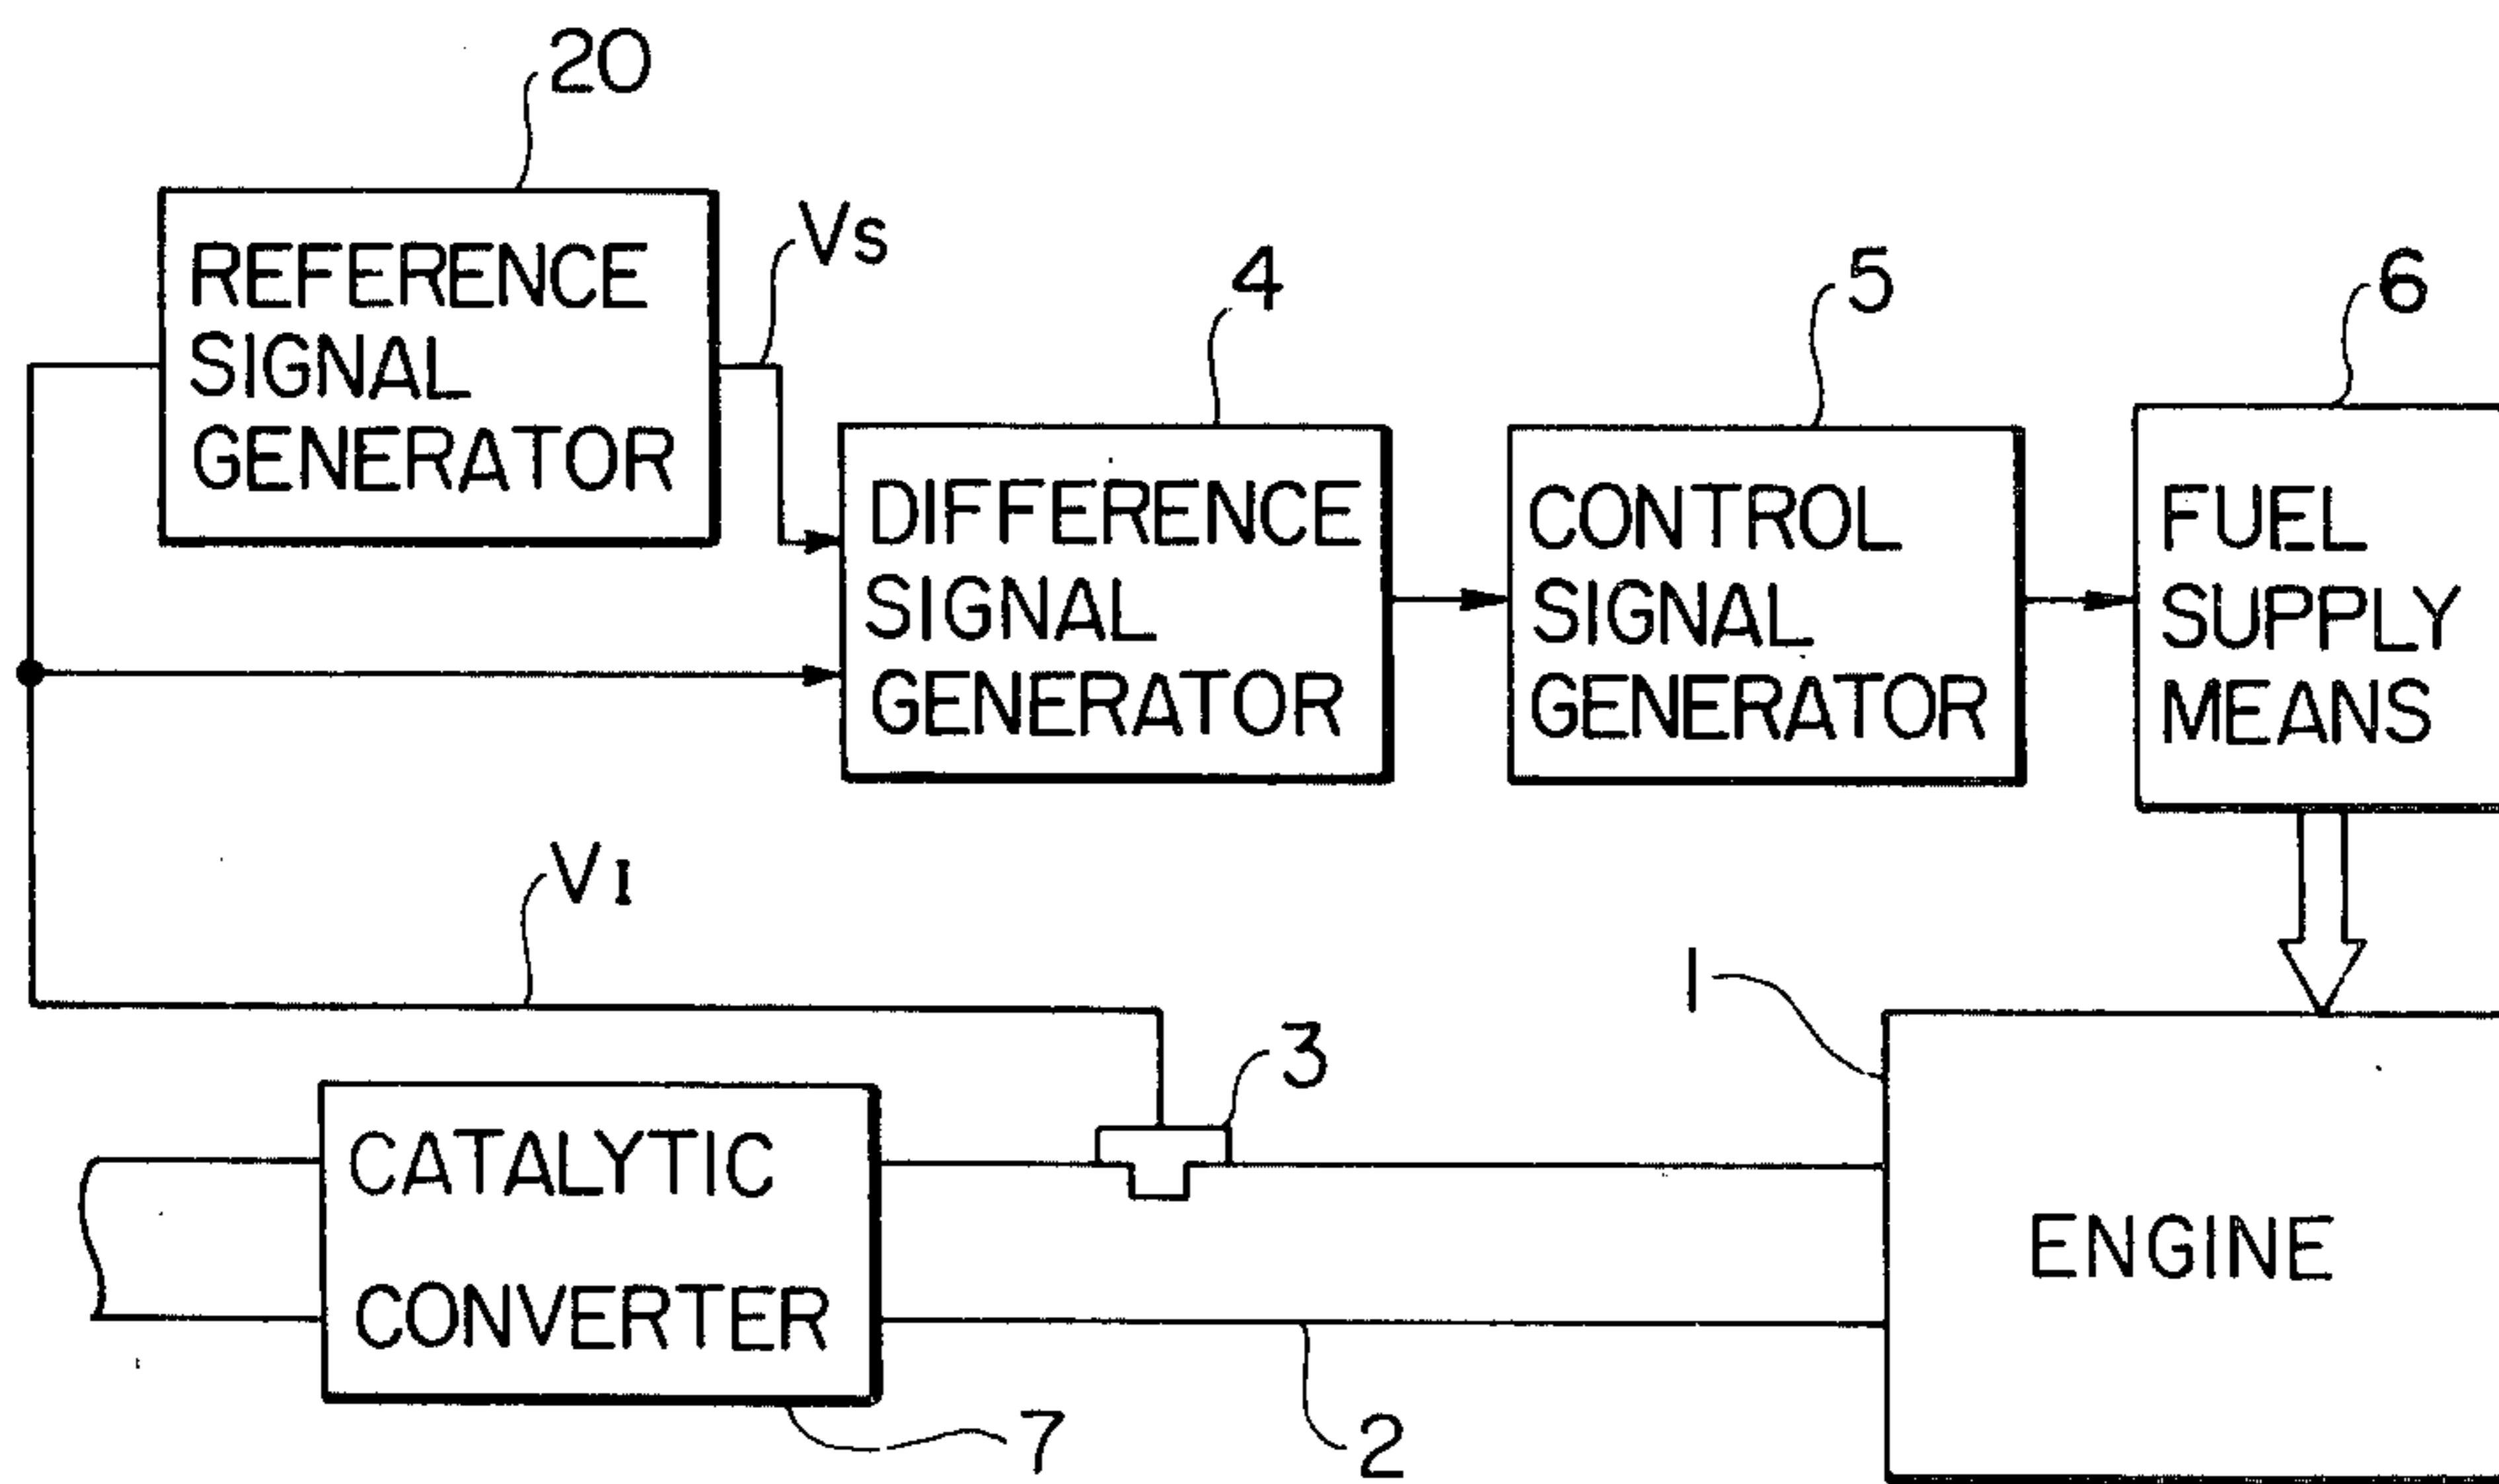 20
REFERENCE
SIGNAL
GENERATOR
Vs
4
DIFFERENCE
SIGNAL
GENERATOR
5
CONTROL
SIGNAL
GENERATOR
6
FUEL
SUPPLY
MEANS
VI
3
1
CATALYTIC
CONVERTER
ENGINE
7
2